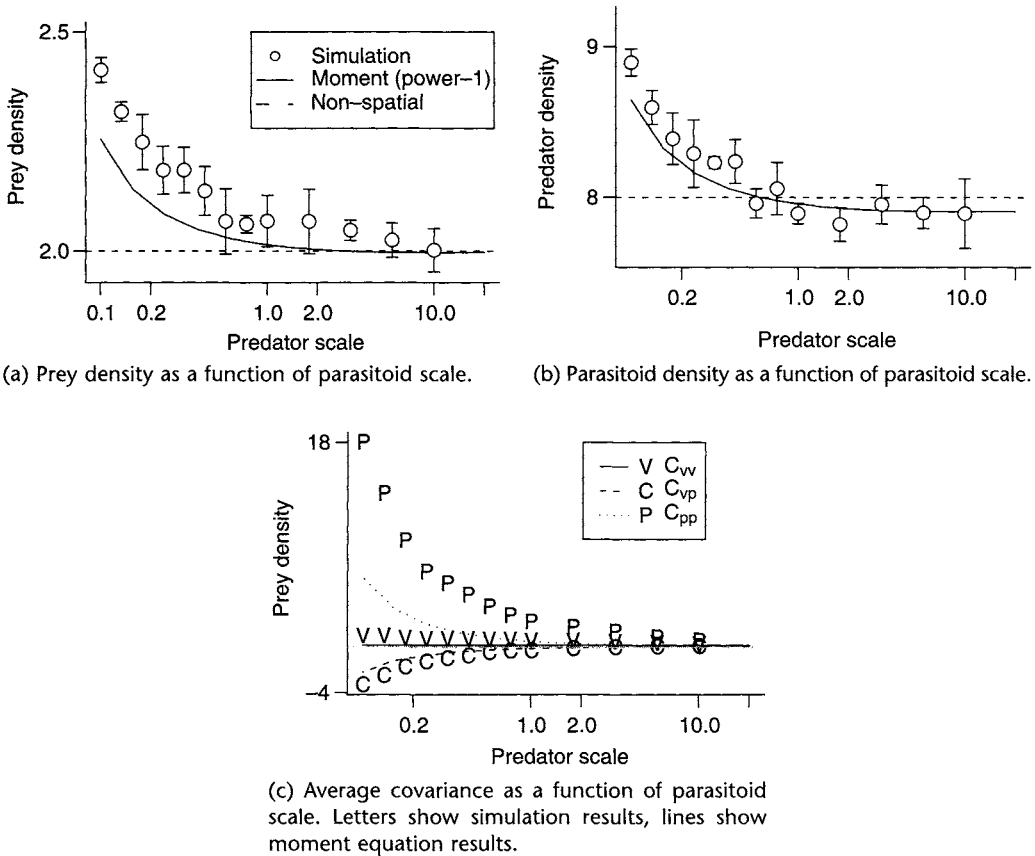 2.5
2.0
Prey density
Simulation
Moment (power–1)
Non–spatial
0.1 0.2 1.0 2.0 10.0
Predator scale
(a) Prey density as a function of parasitoid scale.
9
8
Predator density
0.2 1.0 2.0 10.0
Predator scale
(b) Parasitoid density as a function of parasitoid scale.
18
–4
Prey density
V Cvv
C Cvp
P Cpp
P P P P P P P P P P P P P
V V V V V V V V V V V V V
C C C C C C C C C C C C C
0.2 1.0 2.0 10.0
Predator scale
(c) Average covariance as a function of parasitoid
scale. Letters show simulation results, lines show
moment equation results.